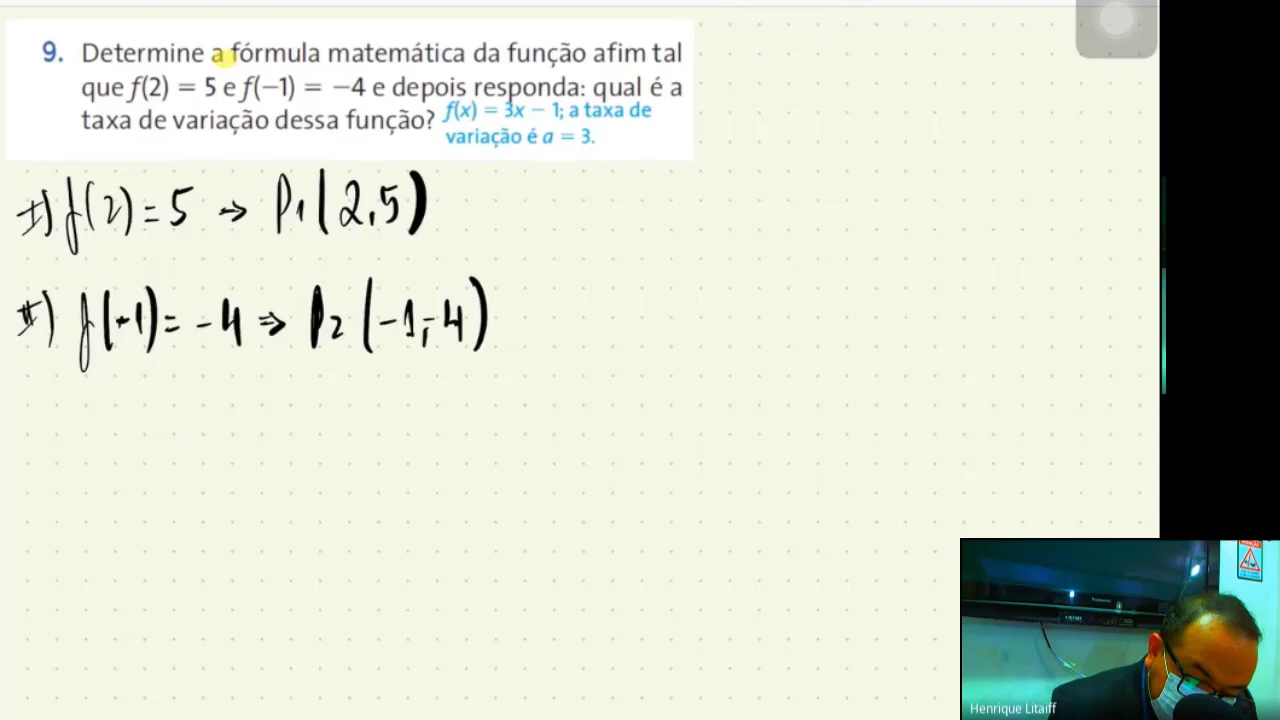 9. Determine a fórmula matemática da função afim tal
que f(2) = 5 e f(−1) = −4 e depois responda: qual é a
taxa de variação dessa função? f(x) = 3x − 1; a taxa de
variação é a = 3.
I) f(2) = 5 ⇒ P1(2,5)
II) f(-1) = -4 ⇒ P2(-1,-4)
Henrique Litaiff